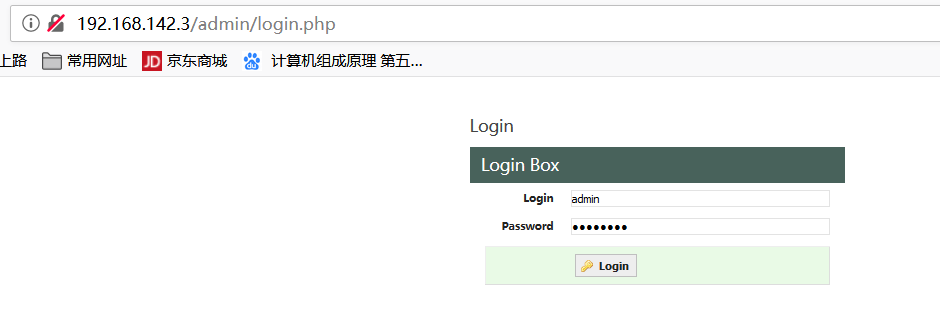 192.168.142.3/admin/login.php
上路 常用网址 JD 京东商城 du 计算机组成原理 第五...
Login
Login Box
Login admin
Password ●●●●●●●●
Login